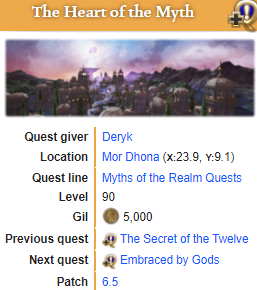 The Heart of the Myth
Quest giver Deryk
Location Mor Dhona (X:23.9, Y:9.1)
Quest line Myths of the Realm Quests
Level 90
Gil 5,000
Previous quest The Secret of the Twelve
Next quest Embraced by Gods
Patch 6.5